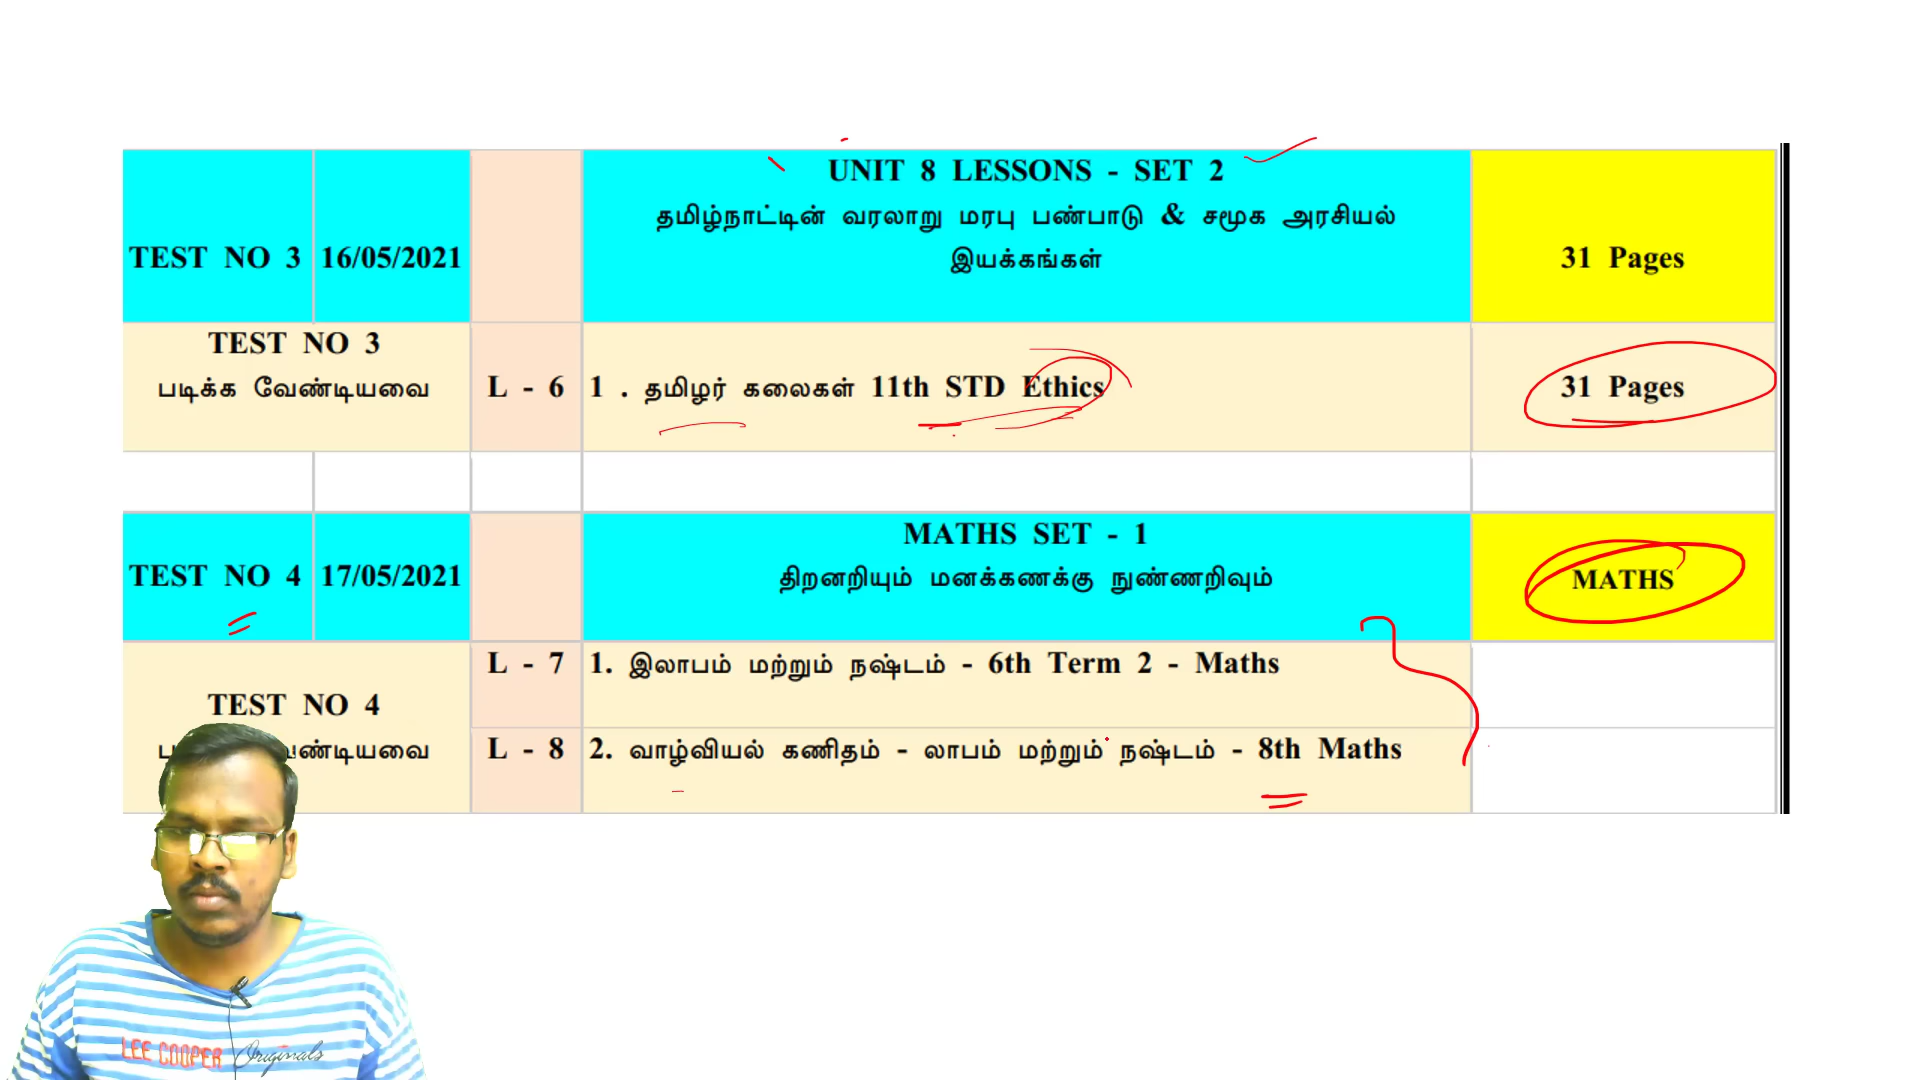 UNIT 8 LESSONS - SET 2
தமிழ்நாட்டின் வரலாறு மரபு பண்பாடு & சமூக அரசியல்
TEST NO 3 16/05/2021 இயக்கங்கள் 31 Pages
TEST NO 3
படிக்க வேண்டியவை L - 6 1 . தமிழர் கலைகள் 11th STD Ethics 31 Pages
MATHS SET - 1
TEST NO 4 17/05/2021 திறனறியும் மனக்கணக்கு நுண்ணறிவும் MATHS
L - 7 1. இலாபம் மற்றும் நஷ்டம் - 6th Term 2 - Maths
TEST NO 4
வேண்டியவை L - 8 2. வாழ்வியல் கணிதம் - லாபம் மற்றும் நஷ்டம் - 8th Maths
LEE COOPER Originals